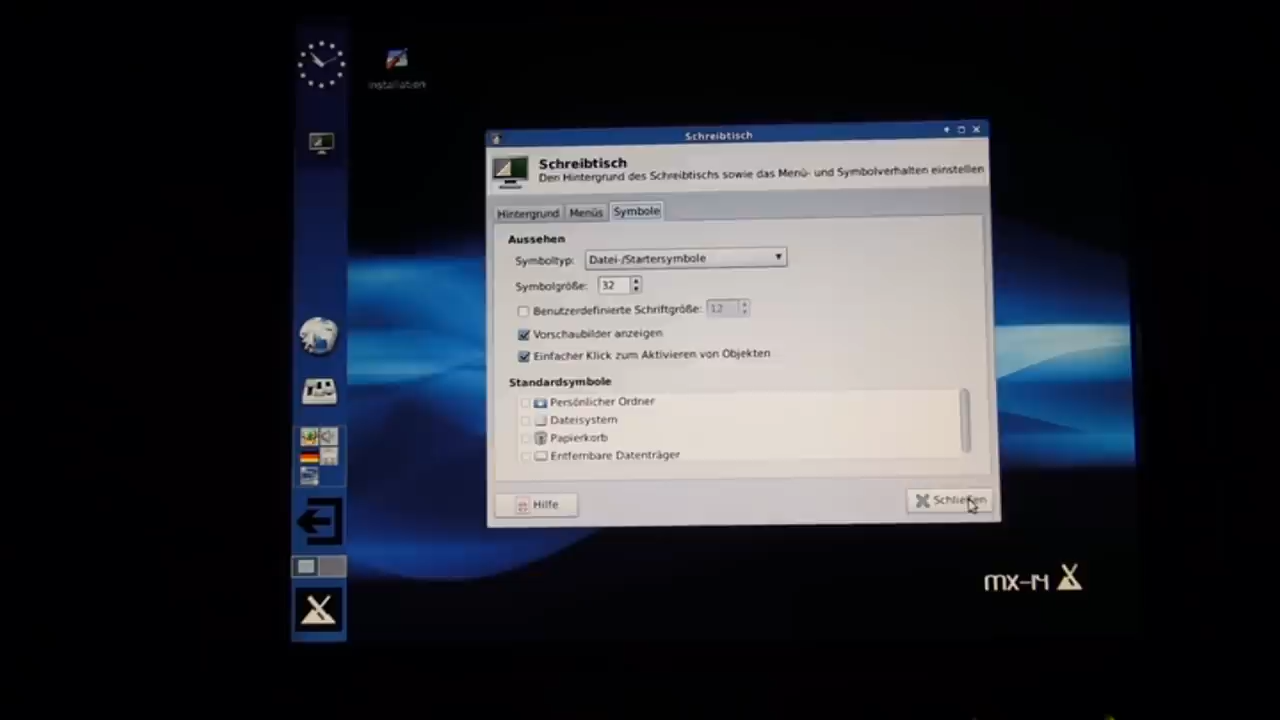 Installation
Schreibtisch
Schreibtisch
Den Hintergrund des Schreibtischs sowie das Menü- und Symbolverhalten einstellen
Hintergrund Menüs Symbole
Aussehen
Symboltyp: Datei-/Startersymbole
Symbolgröße: 32
Benutzerdefinierte Schriftgröße: 12
Vorschaubilder anzeigen
Einfacher Klick zum Aktivieren von Objekten
Standardsymbole
Persönlicher Ordner
Dateisystem
Papierkorb
Entfernbare Datenträger
Hilfe
Schließen
mx-14